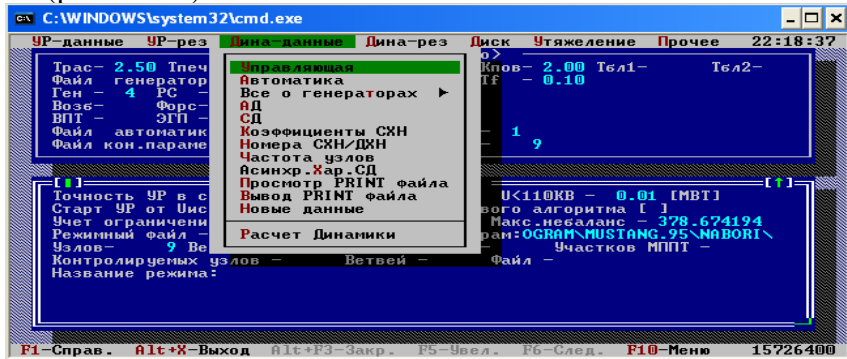 C:\WINDOWS\system32\cmd.exe
УР-данные УР-рез Дина-данные Дина-рез Диск Утяжеление Прочее 22:18:37
о>
Трас- 2.50 Тпеч Управляющая Кпов- 2.00 Тбл1- Тбл2-
Файл генератор Автоматика Tf - 0.10
Ген - 4 РС - Все о генераторах ►
Возб- Форс- АД
ВПТ - ЭГП - СД
Файл автоматик Коэффициенты СХН - 1
Файл кон.параме Номера СХН/ДХН - 9
Частота узлов
Асинхр.Хар.СД
[ ] Просмотр PRINT файла [↑]
Точность УР в с Вывод PRINT файла U<110КВ - 0.01 [МВТ]
Старт УР от Uис Новые данные вого алгоритма [ ]
Учет ограничени Макс.небаланс - 378.674194
Режимный файл - Расчет Динамики рам:OGRAM\MUSTANG.95\NABORI\
Узлов- 9 Ве - Участков МППТ -
Контролируемых узлов - Ветвей - Файл -
Название режима:
F1-Справ. Alt+X-Выход Alt+F3-Закр. F5-Увел. F6-След. F10-Меню 15726400